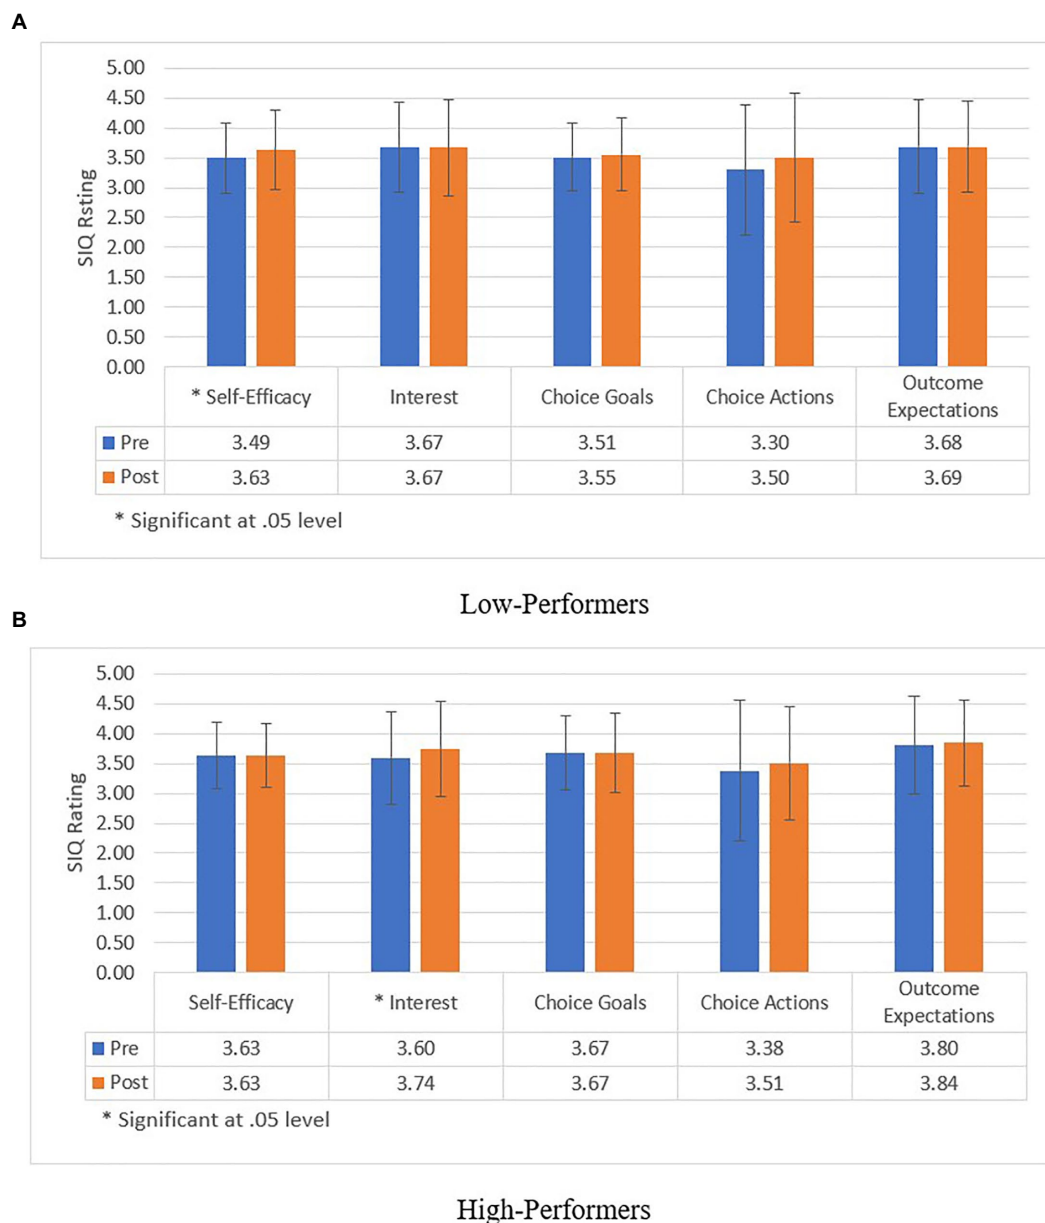 A
5.00
4.50
4.00
3.50
3.00
2.50
2.00
1.50
1.00
0.50
0.00
SIQ Rsting
* Self-Efficacy Interest Choice Goals Choice Actions Outcome Expectations
Pre 3.49 3.67 3.51 3.30 3.68
Post 3.63 3.67 3.55 3.50 3.69
* Significant at .05 level
Low-Performers
B
5.00
4.50
4.00
3.50
3.00
2.50
2.00
1.50
1.00
0.50
0.00
SIQ Rating
Self-Efficacy * Interest Choice Goals Choice Actions Outcome Expectations
Pre 3.63 3.60 3.67 3.38 3.80
Post 3.63 3.74 3.67 3.51 3.84
* Significant at .05 level
High-Performers